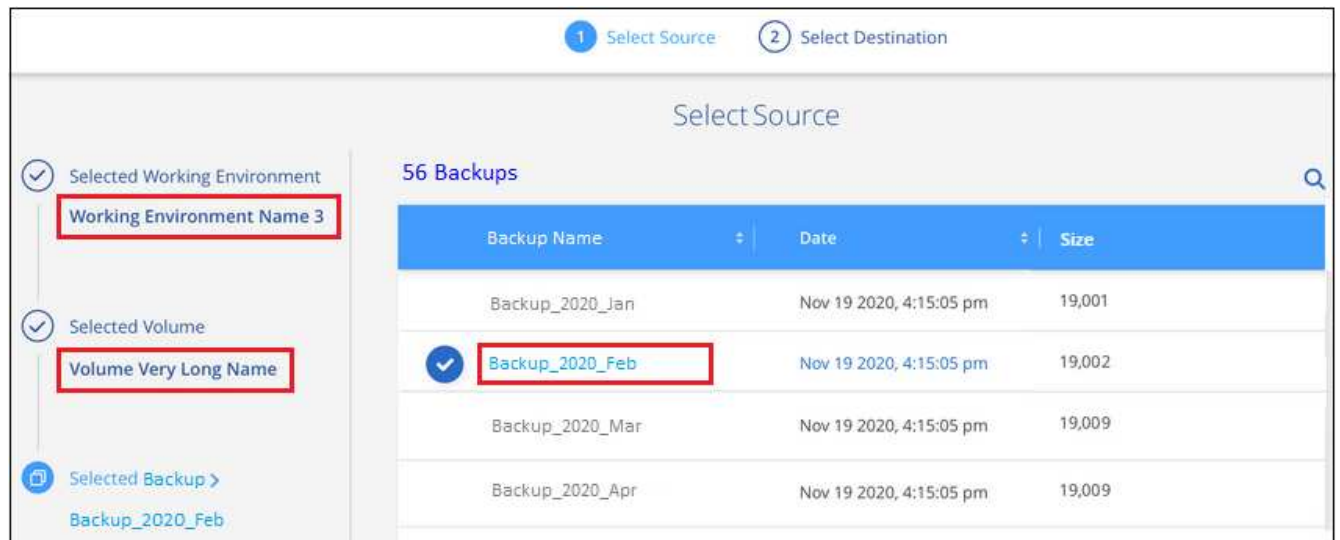 1 Select Source 2 Select Destination
Select Source
Selected Working Environment
Working Environment Name 3
Selected Volume
Volume Very Long Name
Selected Backup >
Backup_2020_Feb
56 Backups
Backup Name Date Size
Backup_2020_Jan Nov 19 2020, 4:15:05 pm 19,001
Backup_2020_Feb Nov 19 2020, 4:15:05 pm 19,002
Backup_2020_Mar Nov 19 2020, 4:15:05 pm 19,009
Backup_2020_Apr Nov 19 2020, 4:15:05 pm 19,009